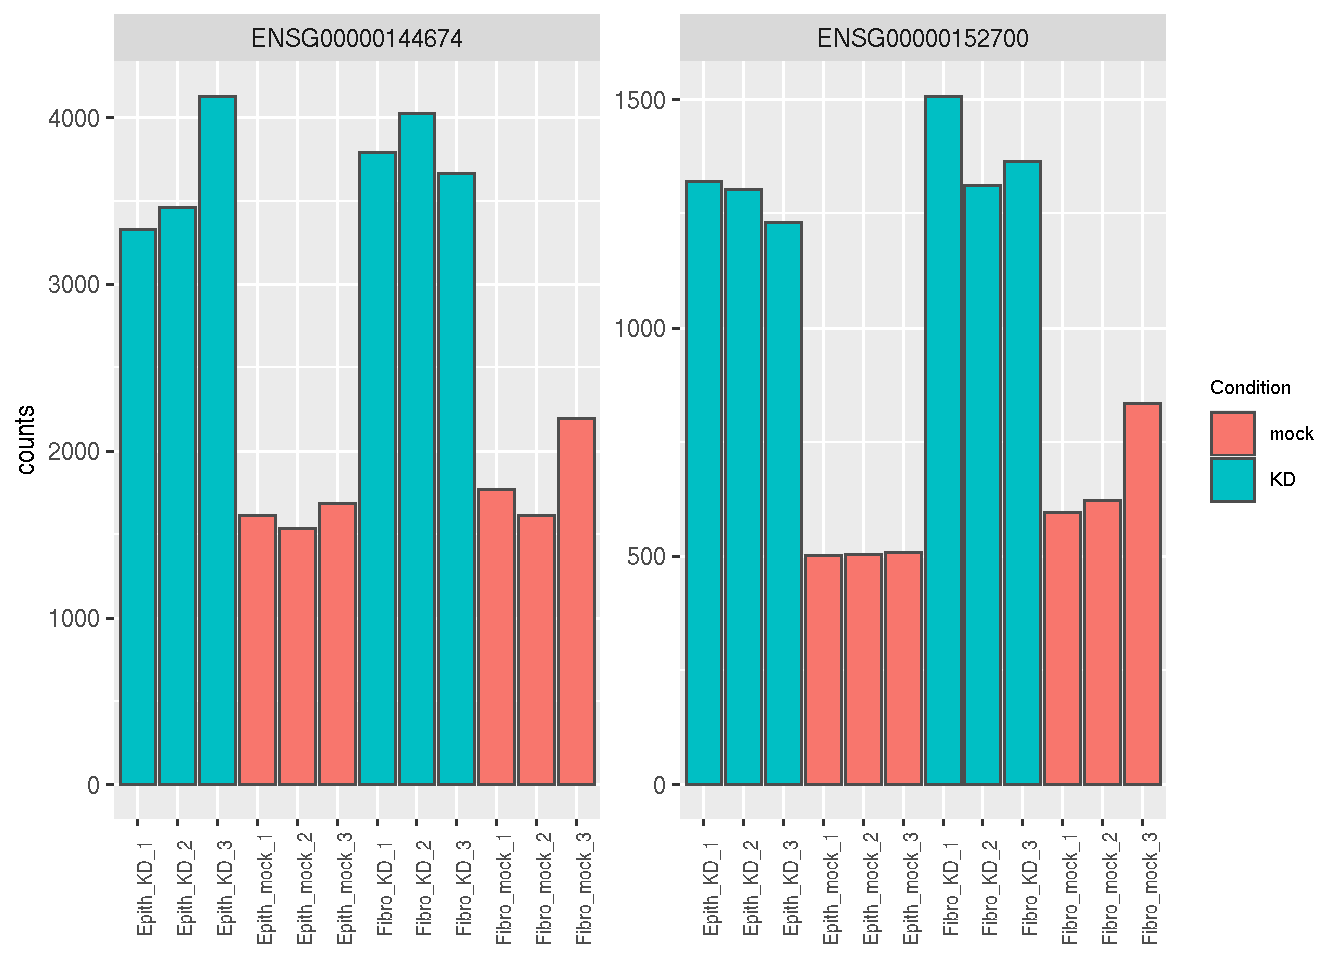 ENSG00000144674
ENSG00000152700
counts
4000
3000
2000
1000
0
1500
1000
500
0
Epith_KD_1
Epith_KD_2
Epith_KD_3
Epith_mock_1
Epith_mock_2
Epith_mock_3
Fibro_KD_1
Fibro_KD_2
Fibro_KD_3
Fibro_mock_1
Fibro_mock_2
Fibro_mock_3
Epith_KD_1
Epith_KD_2
Epith_KD_3
Epith_mock_1
Epith_mock_2
Epith_mock_3
Fibro_KD_1
Fibro_KD_2
Fibro_KD_3
Fibro_mock_1
Fibro_mock_2
Fibro_mock_3
Condition
mock
KD